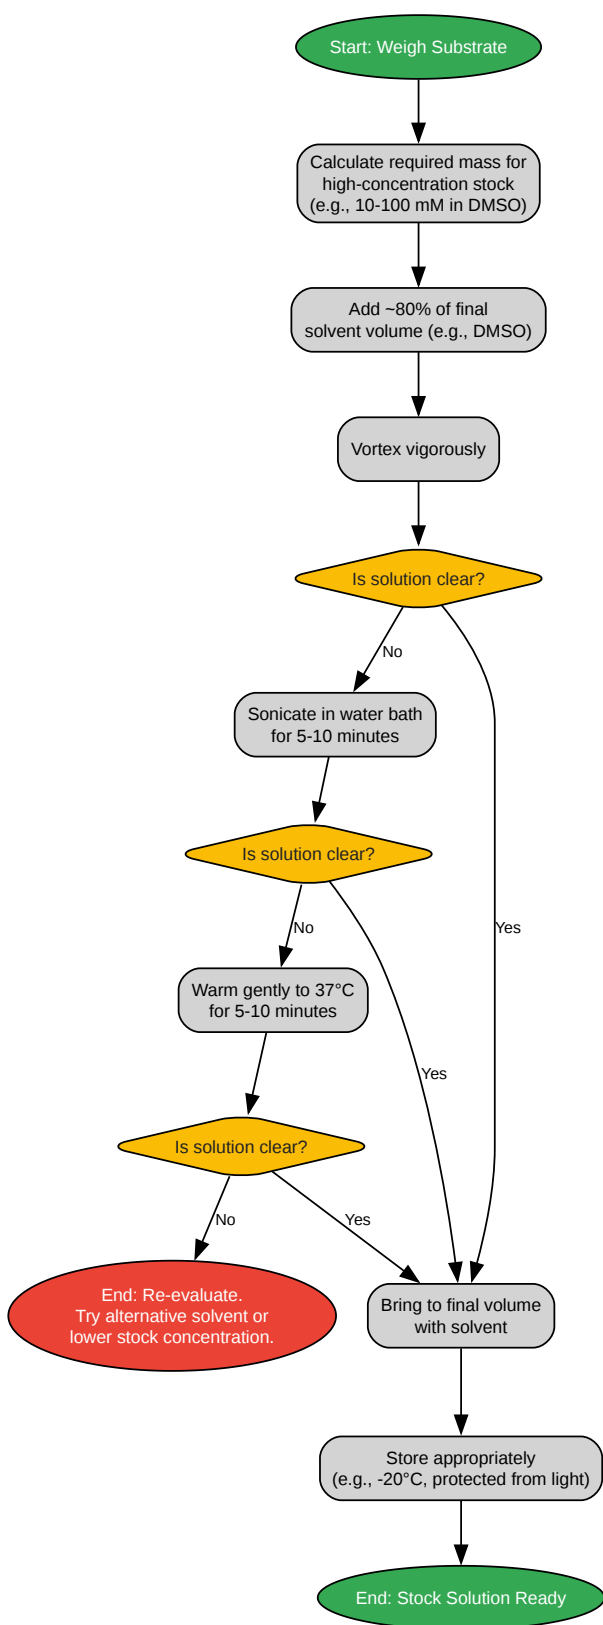 Start: Weigh Substrate
Calculate required mass for
high-concentration stock
(e.g., 10-100 mM in DMSO)
Add ~80% of final
solvent volume (e.g., DMSO)
Vortex vigorously
Is solution clear?
No
Sonicate in water bath
for 5-10 minutes
Is solution clear?
No
Yes
Warm gently to 37°C
for 5-10 minutes
Yes
Is solution clear?
No
Yes
End: Re-evaluate.
Try alternative solvent or
lower stock concentration.
Bring to final volume
with solvent
Store appropriately
(e.g., -20°C, protected from light)
End: Stock Solution Ready